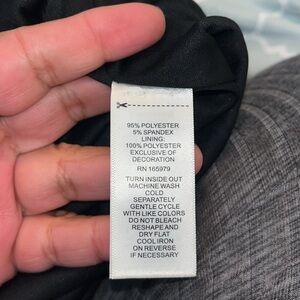 95% POLYESTER
5% SPANDEX
LINING:
100% POLYESTER
EXCLUSIVE OF
DECORATION
RN 165979
TURN INSIDE OUT
MACHINE WASH
COLD
SEPARATELY
GENTLE CYCLE
WITH LIKE COLORS
DO NOT BLEACH
RESHAPE AND
DRY FLAT
COOL IRON
ON REVERSE
IF NECESSARY